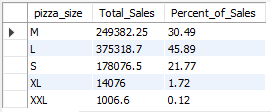 pizza_size Total_Sales Percent_of_Sales
M 249382.25 30.49
L 375318.7 45.89
S 178076.5 21.77
XL 14076 1.72
XXL 1006.6 0.12